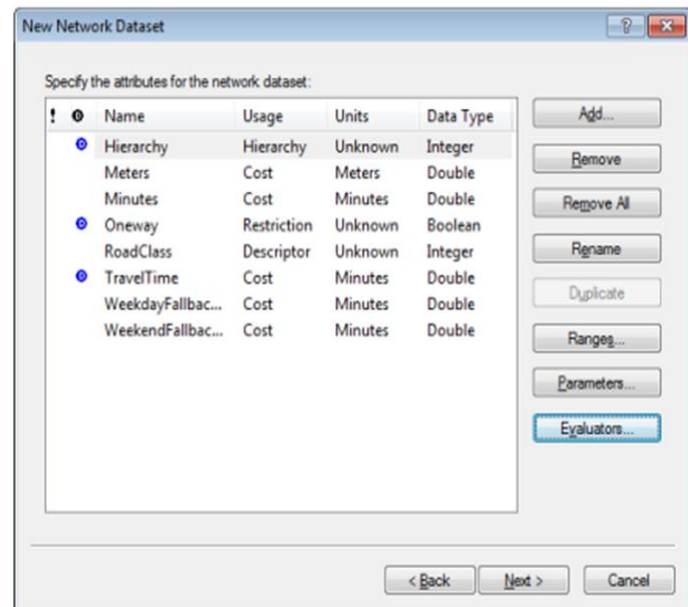 New Network Dataset
Specify the attributes for the network dataset:
! Name Usage Units Data Type
Hierarchy Hierarchy Unknown Integer
Meters Cost Meters Double
Minutes Cost Minutes Double
Oneway Restriction Unknown Boolean
RoadClass Descriptor Unknown Integer
TravelTime Cost Minutes Double
WeekdayFallbac... Cost Minutes Double
WeekendFallbac... Cost Minutes Double
Add...
Remove
Remove All
Rename
Duplicate
Ranges...
Parameters...
Evaluators...
< Back Next > Cancel